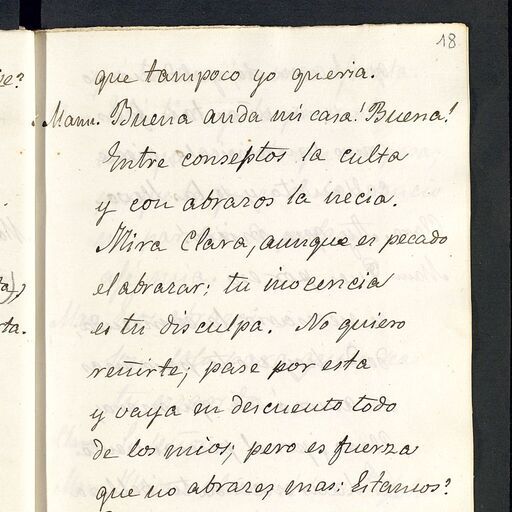 18
que tampoco yo queria.
Manu. Buena anda mi casa! Buena!
Entre conseptos la culta
y con abrazos la necia.
Mira Clara, aunque es pecado
el abrazar; tu inocencia
es tu disculpa. No quiero
reñirte; pase por esta
y vaya en descuento todo
de los mios; pero es fuerza
que no abrazes mas: Estamos?